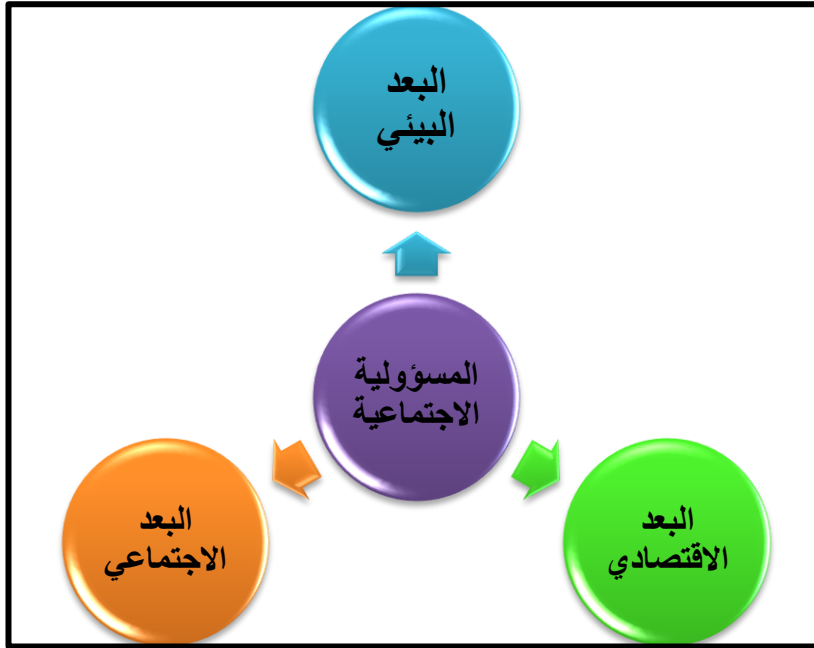 البعد
البيئي
المسؤولية
الاجتماعية
البعد
الاقتصادي
البعد
الاجتماعي